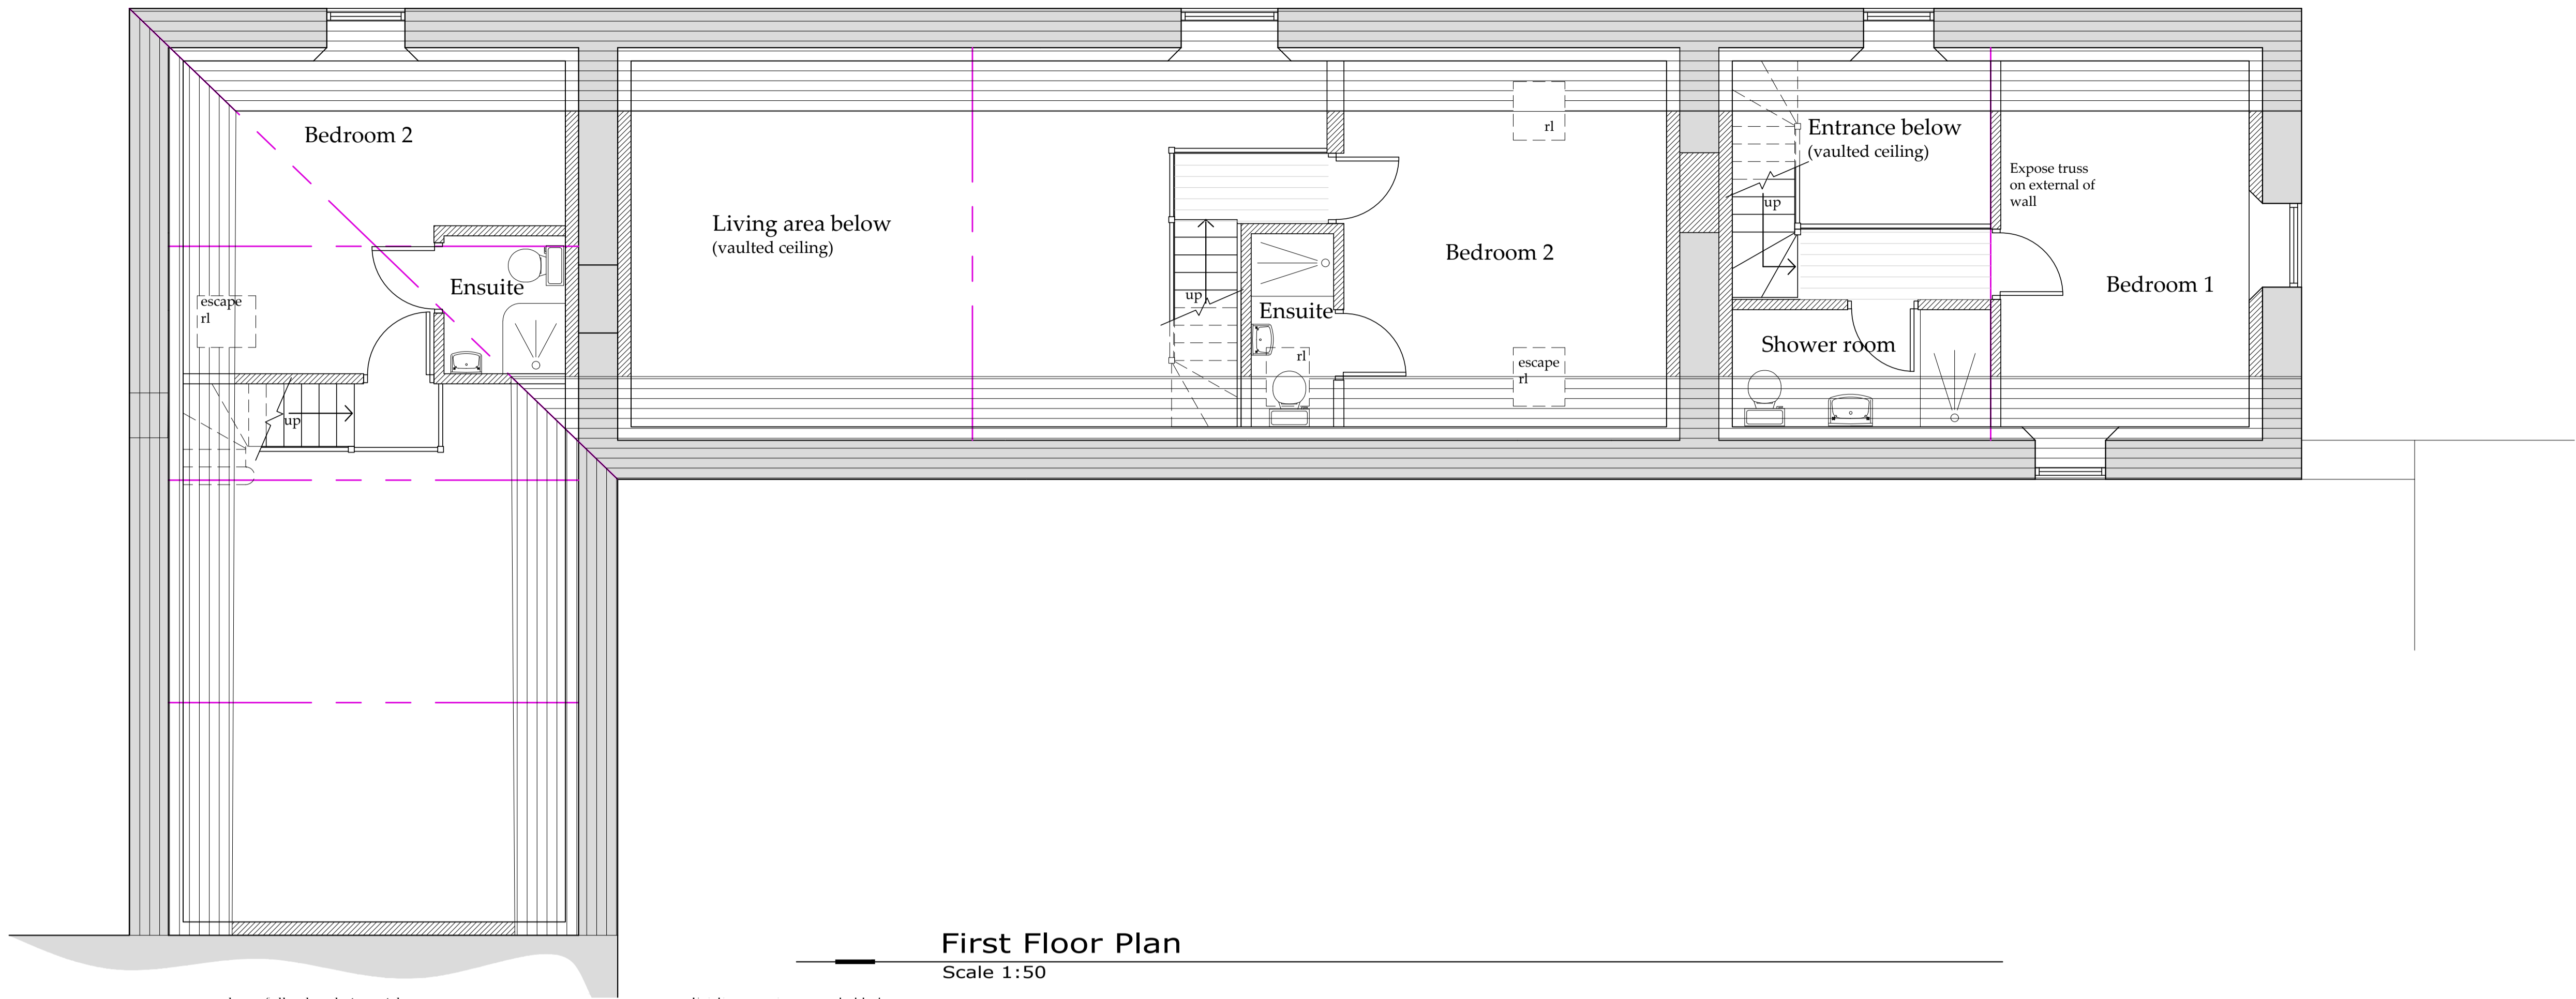 Bedroom 2
Ensuite
escape
rl
up
Living area below
(vaulted ceiling)
up
Ensuite
rl
rl
Bedroom 2
escape
rl
Entrance below
(vaulted ceiling)
up
Expose truss
on external of
wall
Bedroom 1
Shower room
First Floor Plan
Scale 1:50